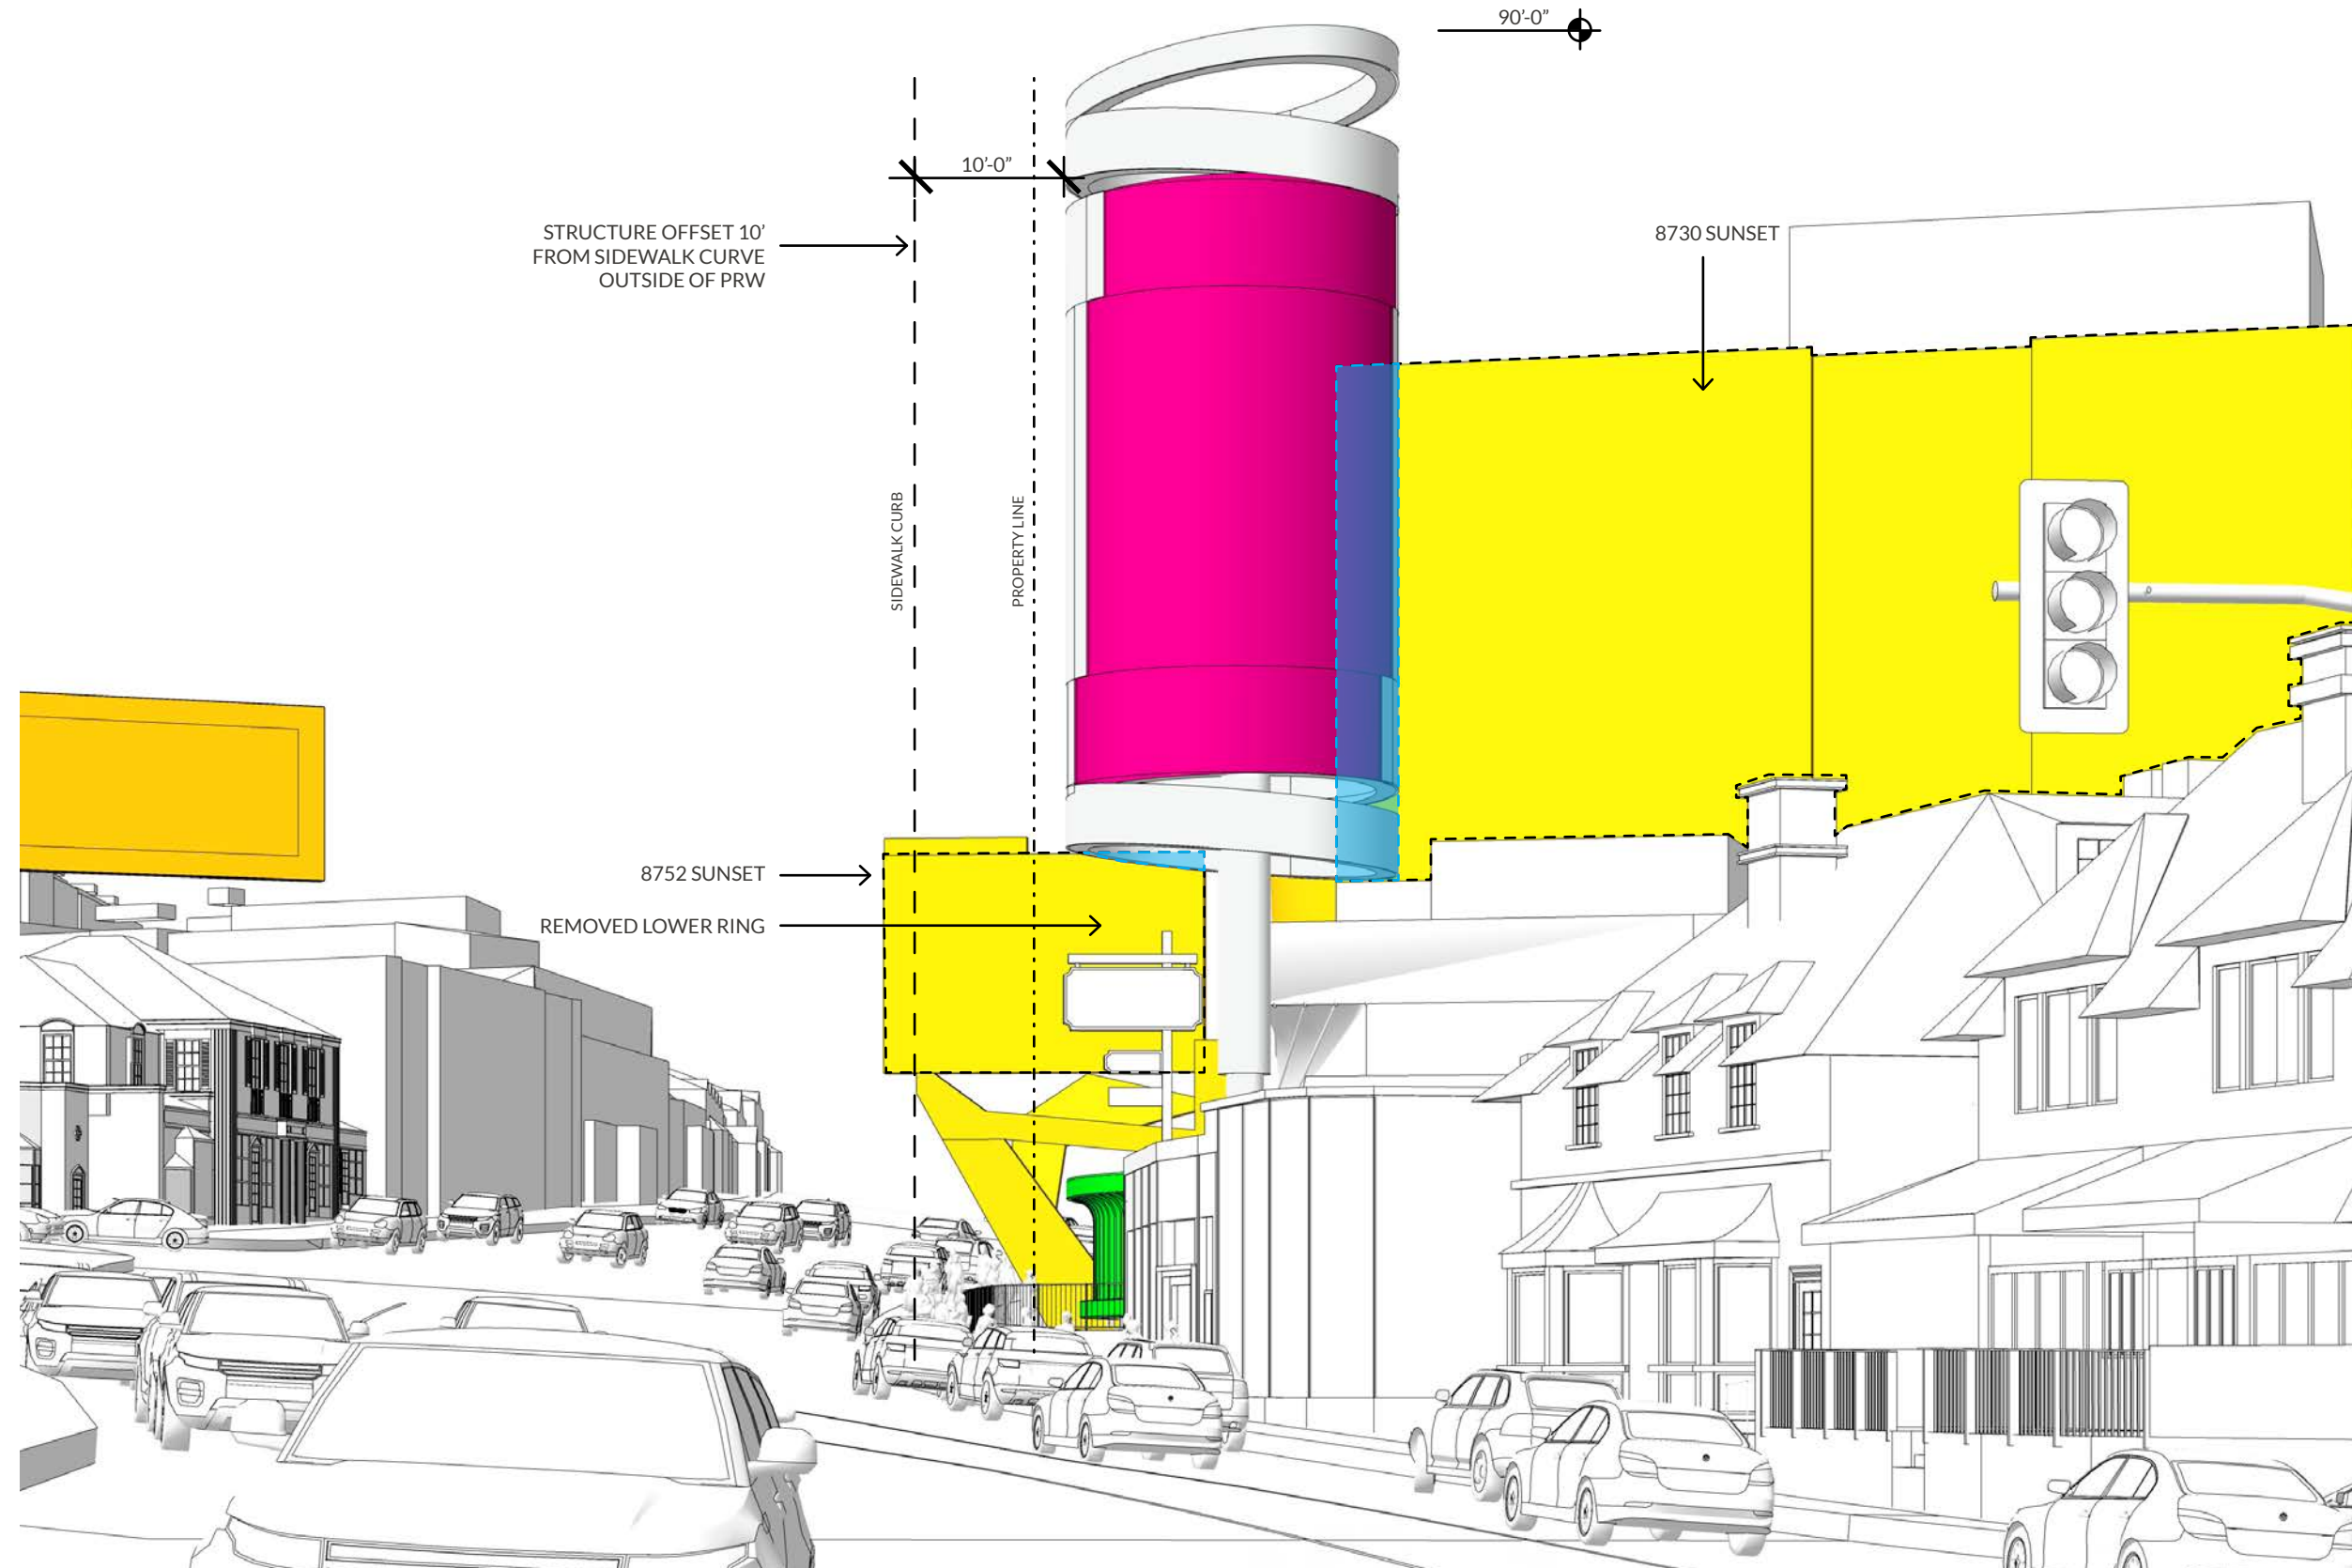 90'-0"
10'-0"
STRUCTURE OFFSET 10'
FROM SIDEWALK CURVE
OUTSIDE OF PRW
8730 SUNSET
SIDEWALK CURB
PROPERTY LINE
8752 SUNSET
REMOVED LOWER RING